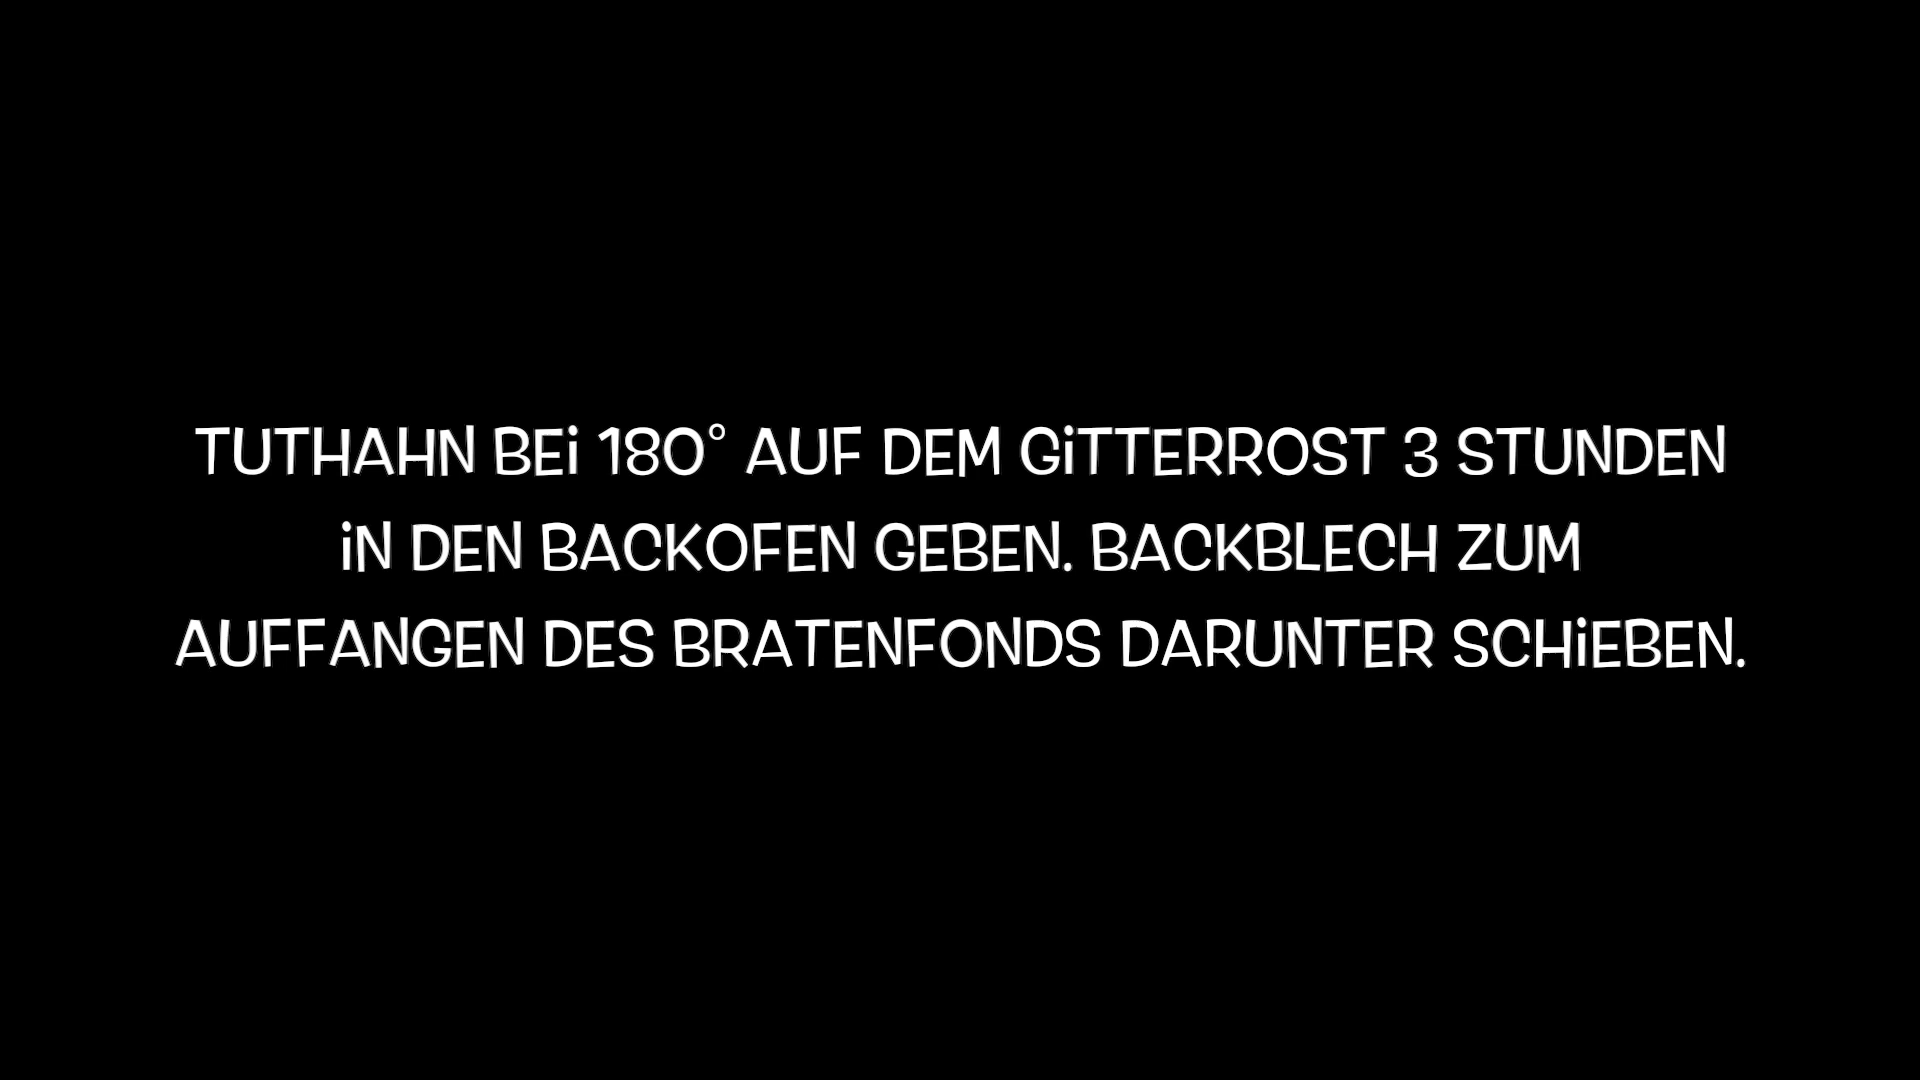 TUTHAHN BEi 180° AUF DEM GiTTERROST 3 STUNDEN
iN DEN BACKOFEN GEBEN. BACKBLECH ZUM
AUFFANGEN DES BRATENFONDS DARUNTER SCHiEBEN.